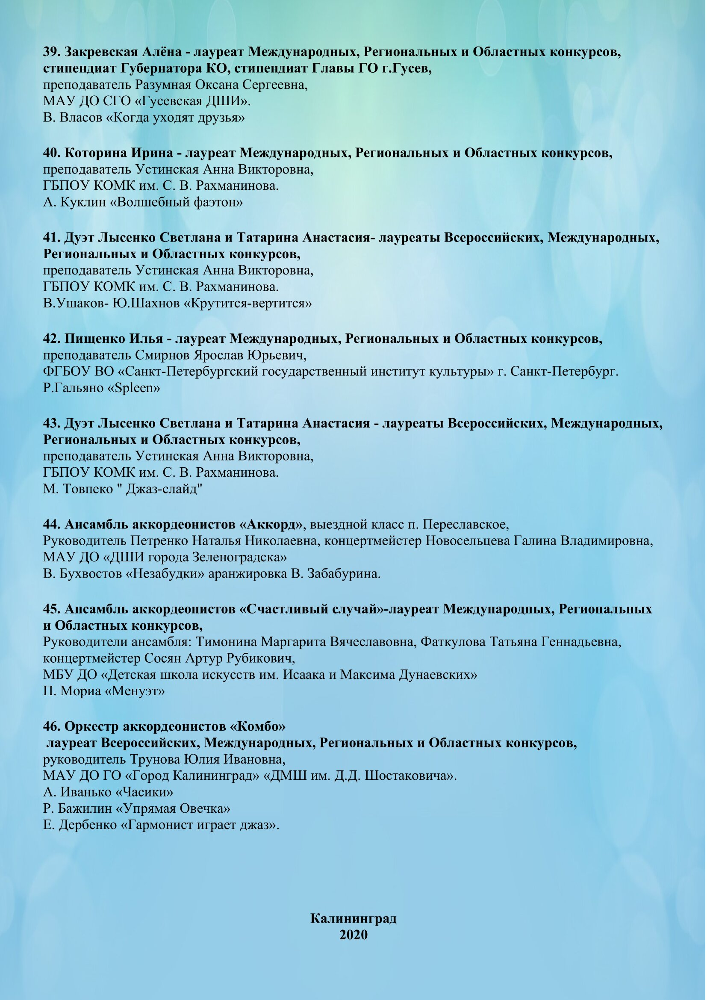 39. Закревская Алёна - лауреат Международных, Региональных и Областных конкурсов,
стипендиат Губернатора КО, стипендиат Главы ГО г.Гусев,
преподаватель Разумная Оксана Сергеевна,
МАУ ДО СГО «Гусевская ДШИ».
В. Власов «Когда уходят друзья»
40. Которина Ирина - лауреат Международных, Региональных и Областных конкурсов,
преподаватель Устинская Анна Викторовна,
ГБПОУ КОМК им. С. В. Рахманинова.
А. Куклин «Волшебный фаэтон»
41. Дуэт Лысенко Светлана и Татарина Анастасия- лауреаты Всероссийских, Международных,
Региональных и Областных конкурсов,
преподаватель Устинская Анна Викторовна,
ГБПОУ КОМК им. С. В. Рахманинова.
В.Ушаков- Ю.Шахнов «Крутится-вертится»
42. Пищенко Илья - лауреат Международных, Региональных и Областных конкурсов,
преподаватель Смирнов Ярослав Юрьевич,
ФГБОУ ВО «Санкт-Петербургский государственный институт культуры» г. Санкт-Петербург.
Р.Гальяно «Spleen»
43. Дуэт Лысенко Светлана и Татарина Анастасия - лауреаты Всероссийских, Международных,
Региональных и Областных конкурсов,
преподаватель Устинская Анна Викторовна,
ГБПОУ КОМК им. С. В. Рахманинова.
М. Товпеко " Джаз-слайд"
44. Ансамбль аккордеонистов «Аккорд», выездной класс п. Переславское,
Руководитель Петренко Наталья Николаевна, концертмейстер Новосельцева Галина Владимировна,
МАУ ДО «ДШИ города Зеленоградска»
В. Бухвостов «Незабудки» аранжировка В. Забабурина.
45. Ансамбль аккордеонистов «Счастливый случай»-лауреат Международных, Региональных
и Областных конкурсов,
Руководители ансамбля: Тимонина Маргарита Вячеславовна, Фаткулова Татьяна Геннадьевна,
концертмейстер Сосян Артур Рубикович,
МБУ ДО «Детская школа искусств им. Исаака и Максима Дунаевских»
П. Мориа «Менуэт»
46. Оркестр аккордеонистов «Комбо»
лауреат Всероссийских, Международных, Региональных и Областных конкурсов,
руководитель Трунова Юлия Ивановна,
МАУ ДО ГО «Город Калининград» «ДМШ им. Д.Д. Шостаковича».
А. Иванько «Часики»
Р. Бажилин «Упрямая Овечка»
Е. Дербенко «Гармонист играет джаз».
Калининград
2020